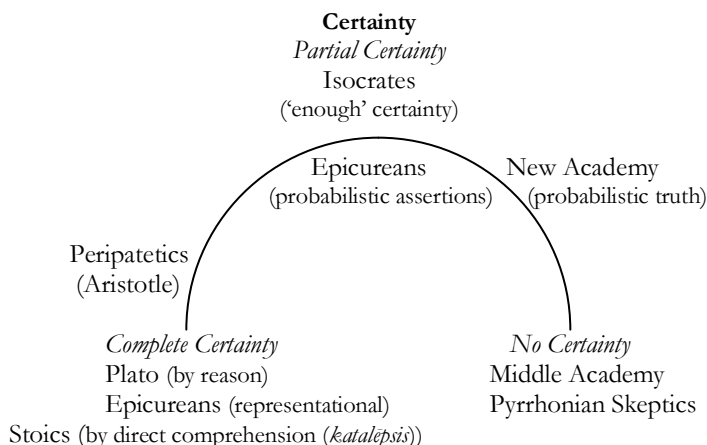 Certainty
Partial Certainty
Isocrates
(‘enough’ certainty)
Epicureans
(probabilistic assertions)
New Academy
(probabilistic truth)
Peripatetics
(Aristotle)
Complete Certainty
Plato (by reason)
Epicureans (representational)
Stoics (by direct comprehension (katalēpsis))
No Certainty
Middle Academy
Pyrrhonian Skeptics